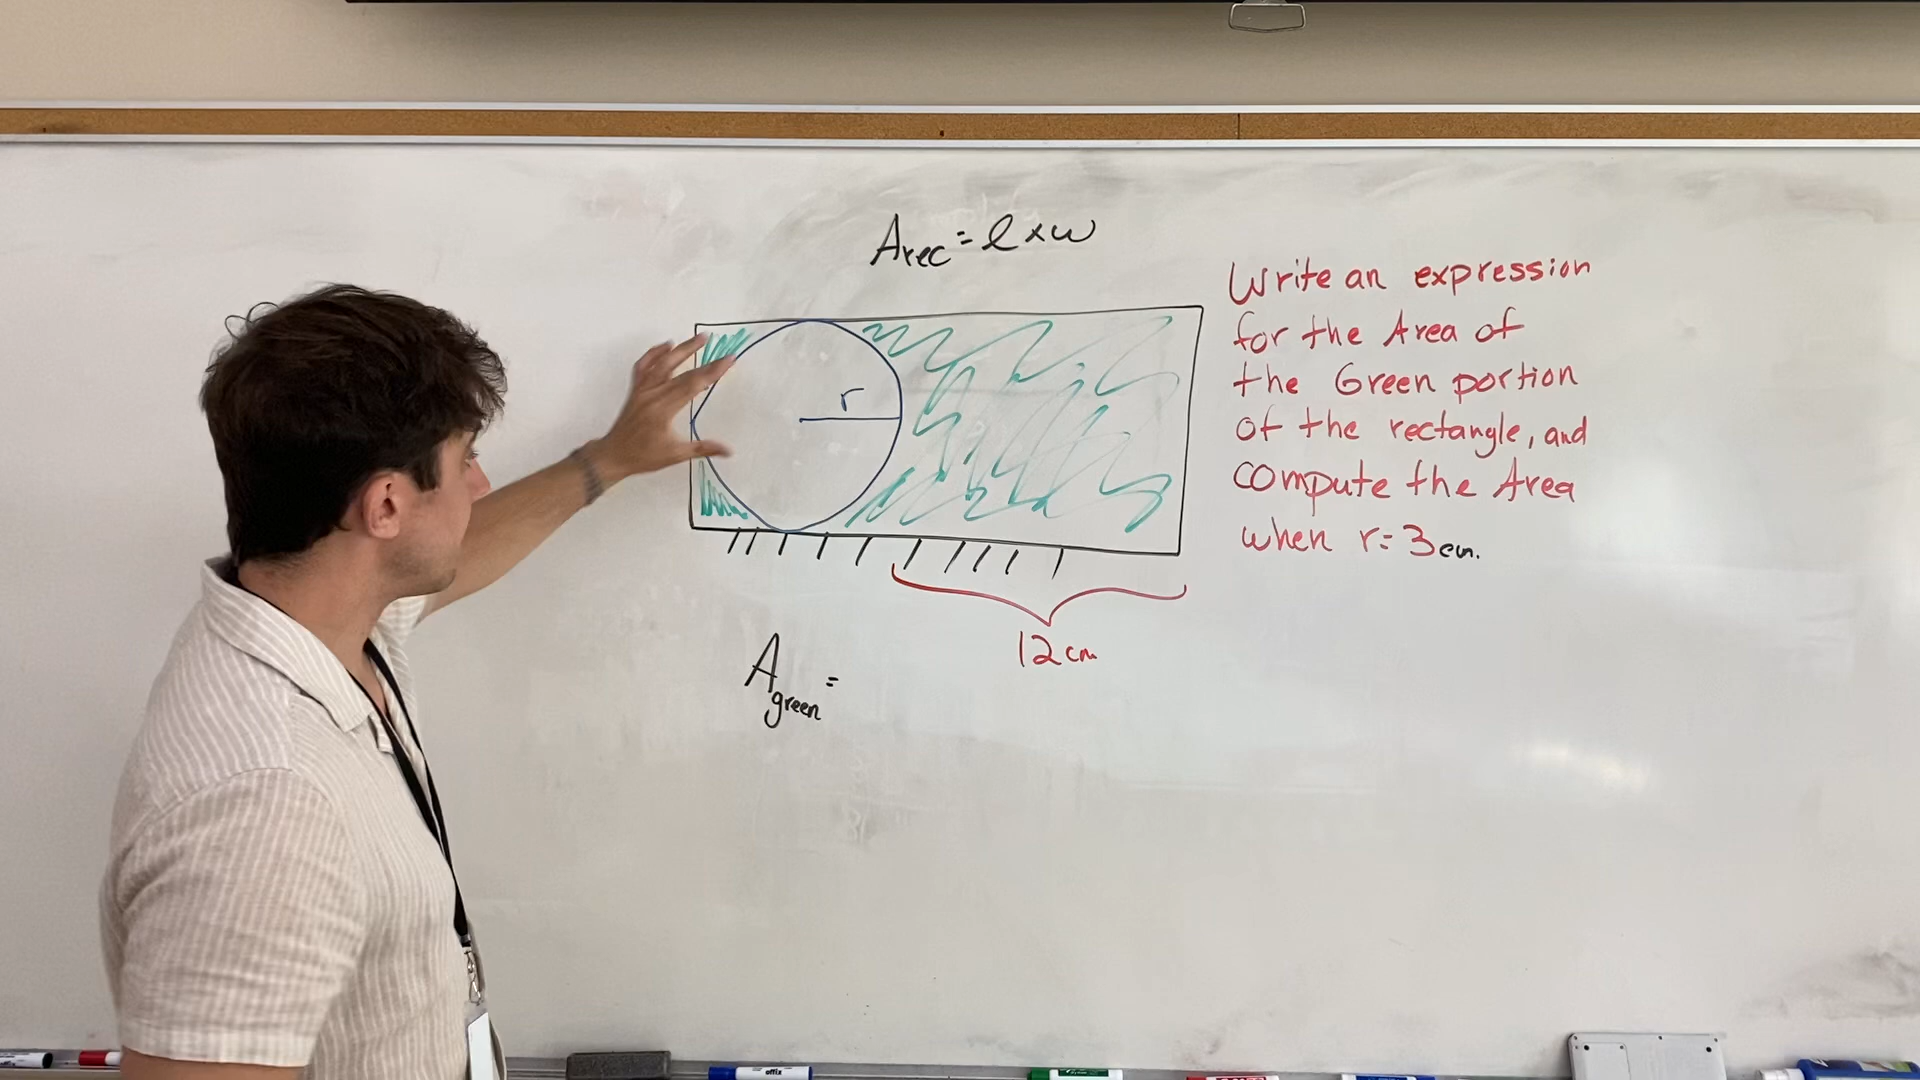 Arec = l x w
Write an expression
for the Area of
the Green portion
of the rectangle, and
compute the Area
when r = 3cm.
r
12cm
Agreen =